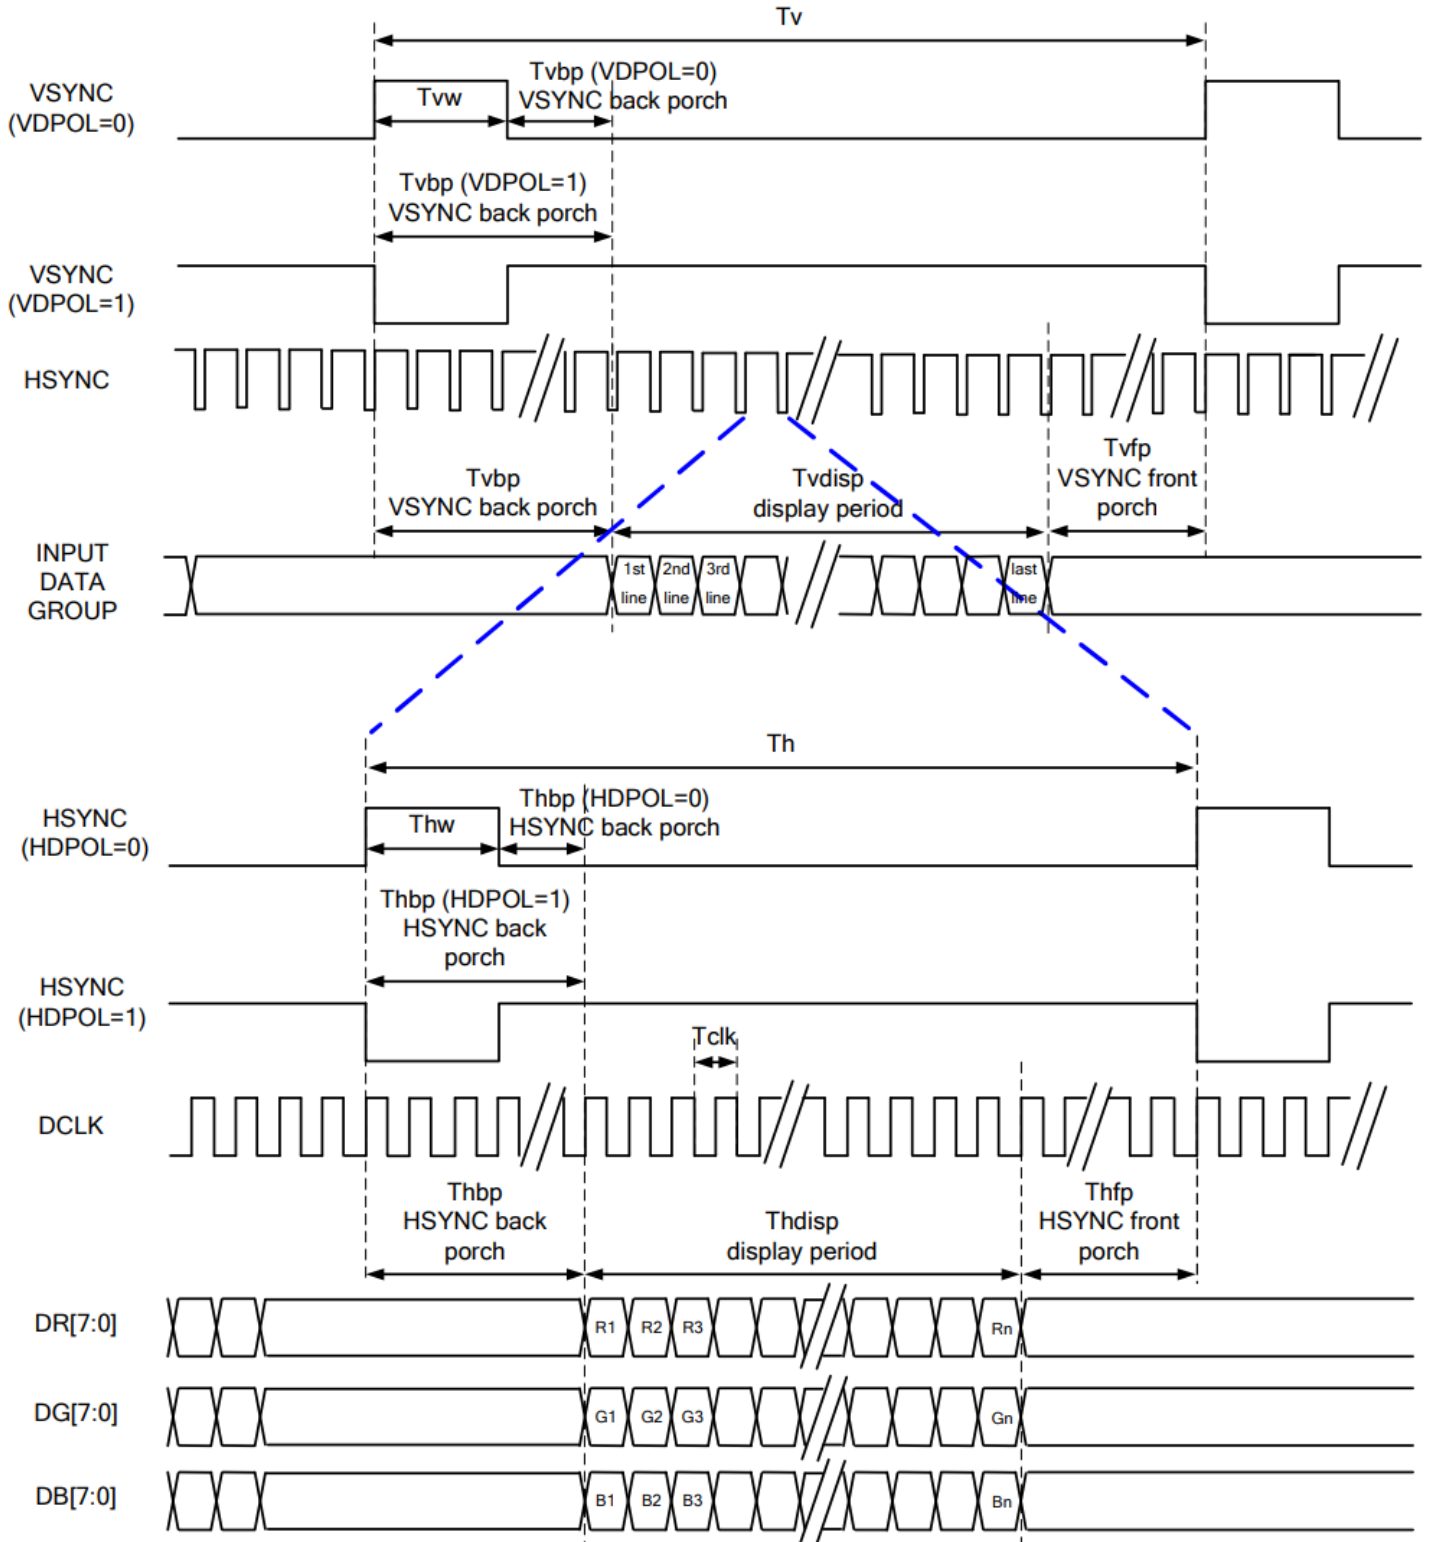 Tv
VSYNC
(VDPOL=0)
Tvw
Tvbp (VDPOL=0)
VSYNC back porch
Tvbp (VDPOL=1)
VSYNC back porch
VSYNC
(VDPOL=1)
HSYNC
Tvbp
VSYNC back porch
Tvdisp
display period
Tvfp
VSYNC front
porch
INPUT
DATA
GROUP
1st
line
2nd
line
3rd
line
last
line
Th
HSYNC
(HDPOL=0)
Thw
Thbp (HDPOL=0)
HSYNC back porch
Thbp (HDPOL=1)
HSYNC back
porch
HSYNC
(HDPOL=1)
Tclk
DCLK
Thbp
HSYNC back
porch
Thdisp
display period
Thfp
HSYNC front
porch
DR[7:0]
R1 R2 R3 Rn
DG[7:0]
G1 G2 G3 Gn
DB[7:0]
B1 B2 B3 Bn